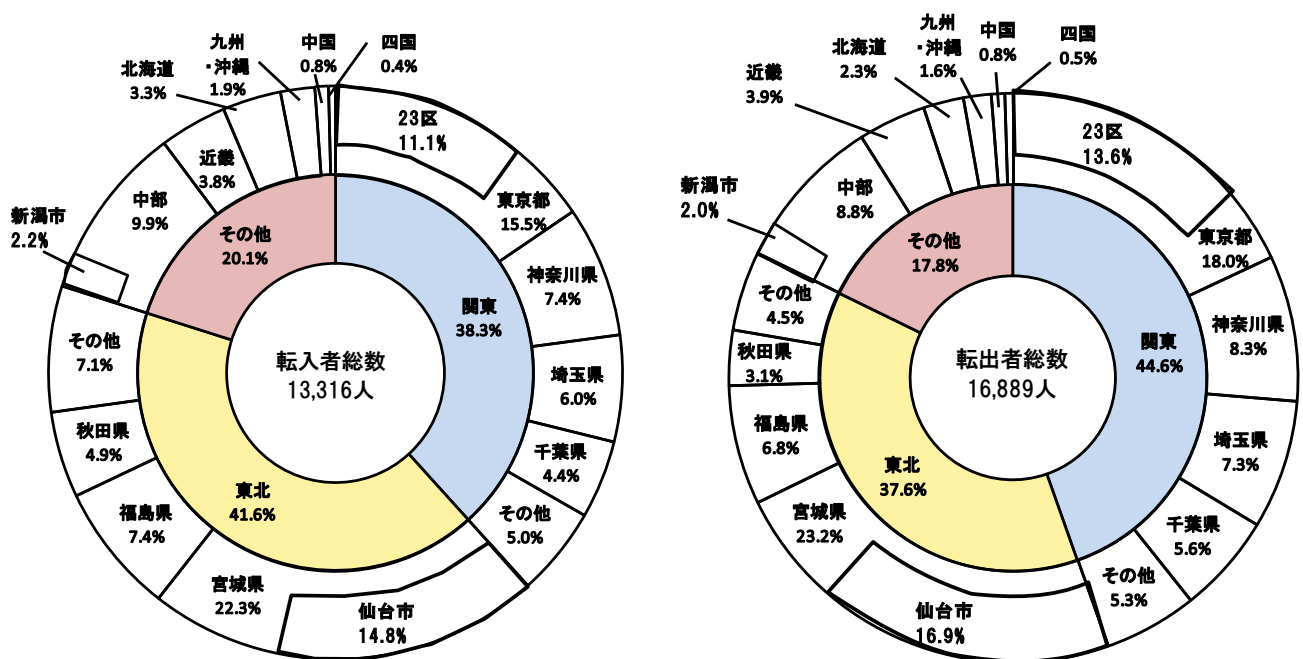 九州
・沖縄
1.9%
中国
0.8%
四国
0.4%
北海道
3.3%
近畿
3.8%
中部
9.9%
新潟市
2.2%
23区
11.1%
東京都
15.5%
神奈川県
7.4%
埼玉県
6.0%
千葉県
4.4%
その他
5.0%
仙台市
14.8%
宮城県
22.3%
福島県
7.4%
秋田県
4.9%
その他
7.1%
その他
20.1%
関東
38.3%
東北
41.6%
転入者総数
13,316人
九州
・沖縄
1.6%
中国
0.8%
四国
0.5%
北海道
2.3%
近畿
3.9%
中部
8.8%
新潟市
2.0%
23区
13.6%
東京都
18.0%
神奈川県
8.3%
埼玉県
7.3%
千葉県
5.6%
その他
5.3%
仙台市
16.9%
宮城県
23.2%
福島県
6.8%
秋田県
3.1%
その他
4.5%
その他
17.8%
関東
44.6%
東北
37.6%
転出者総数
16,889人